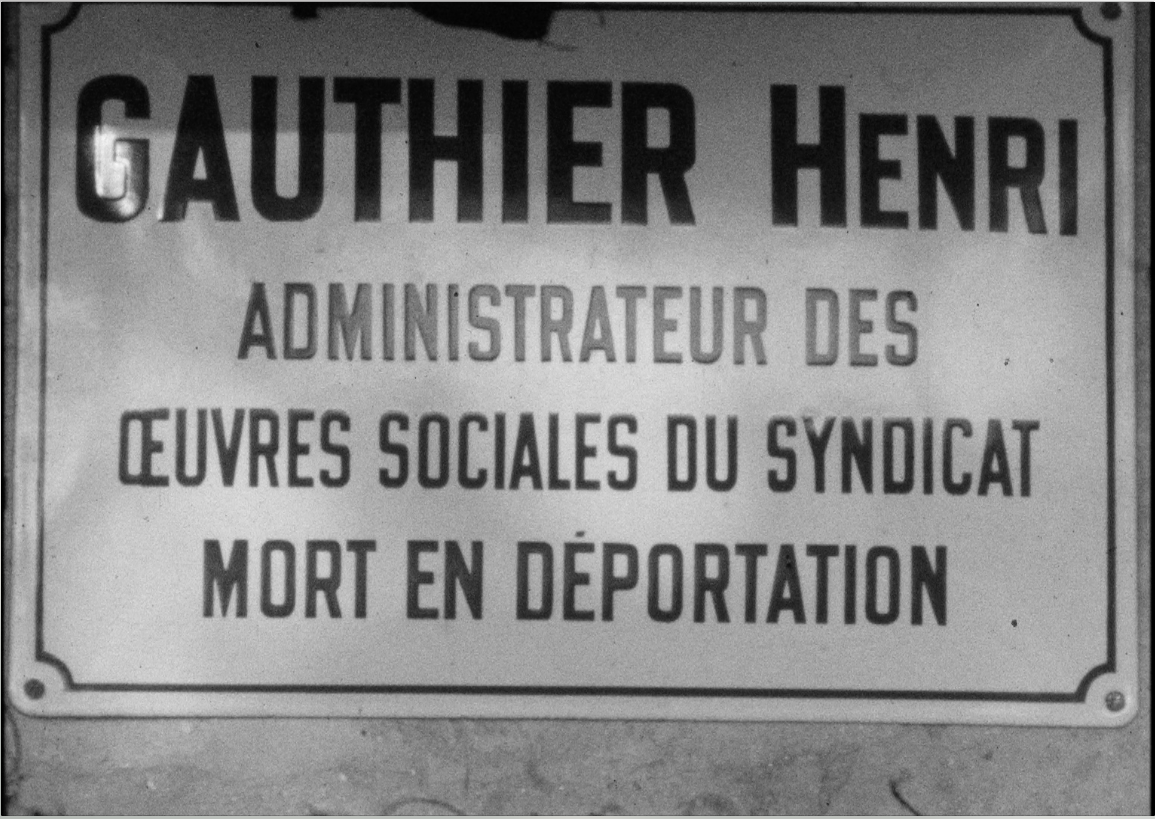 GAUTHIER HENRI
ADMINISTRATEUR DES
ŒUVRES SOCIALES DU SYNDICAT
MORT EN DÉPORTATION